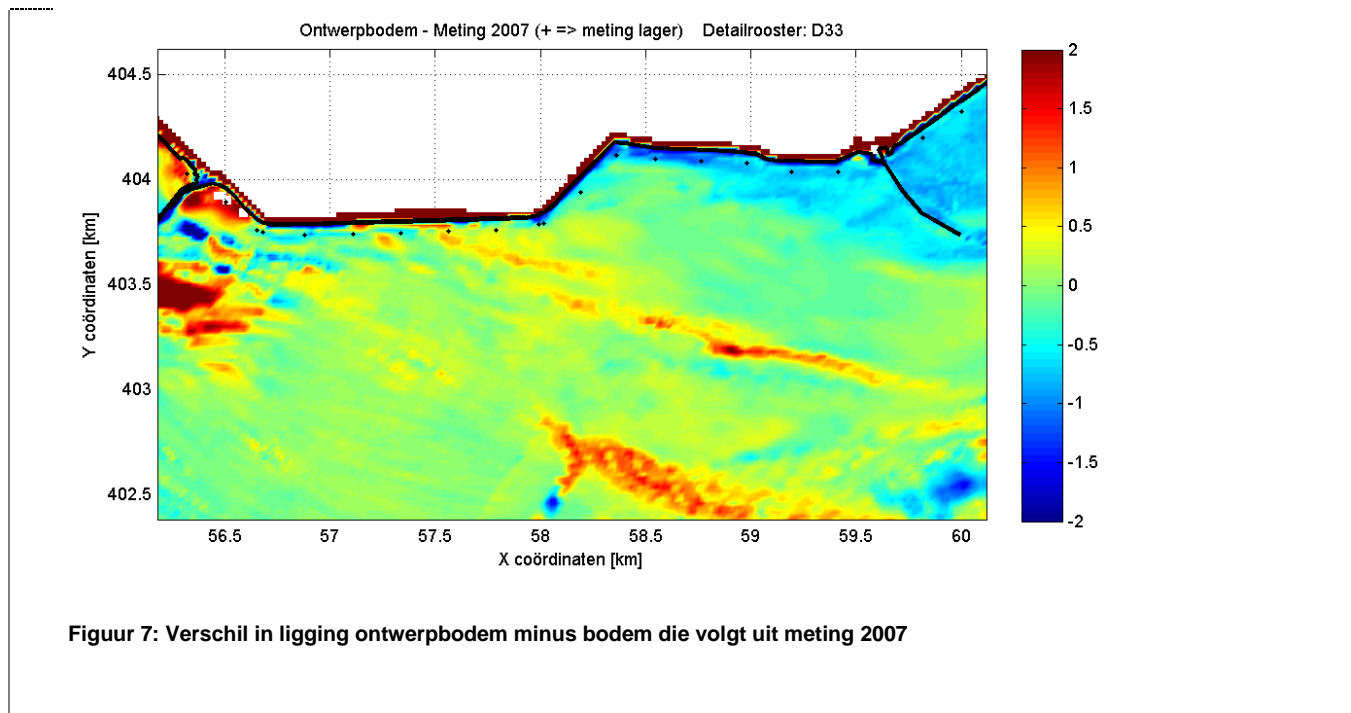 Ontwerpbodem - Meting 2007 (+ => meting lager) Detailrooster: D33
404.5
404
403.5
403
402.5
Y coördinaten [km]
56.5 57 57.5 58 58.5 59 59.5 60
X coördinaten [km]
2
1.5
1
0.5
0
-0.5
-1
-1.5
-2
Figuur 7: Verschil in ligging ontwerpbodem minus bodem die volgt uit meting 2007